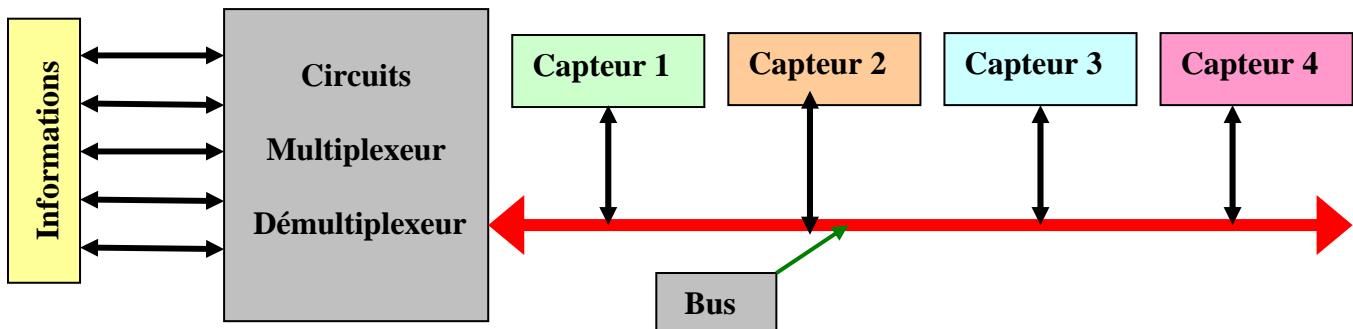 Informations
Circuits
Multiplexeur
Démultiplexeur
Capteur 1
Capteur 2
Capteur 3
Capteur 4
Bus